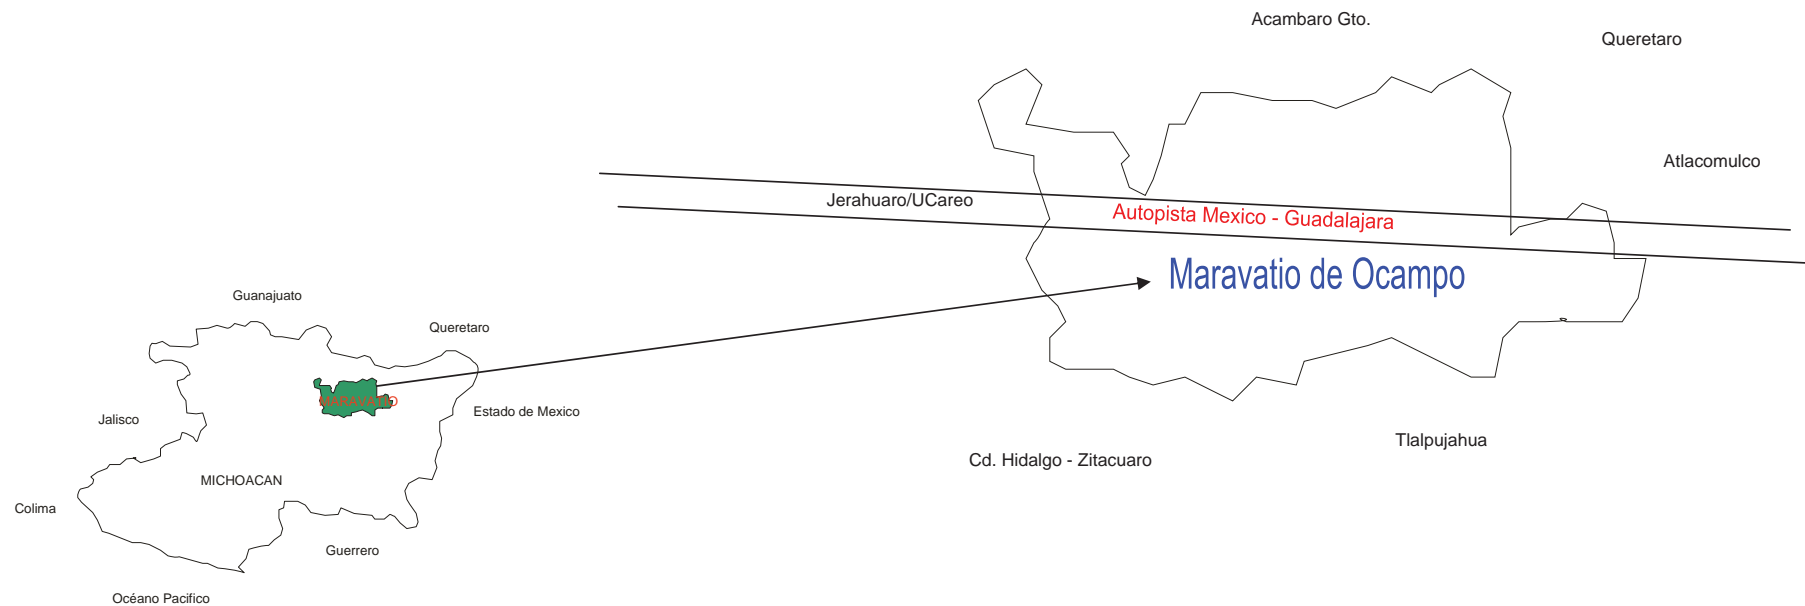 Acambaro Gto.
Queretaro
Atlacomulco
Jerahuaro/UCareo
Autopista Mexico - Guadalajara
Maravatio de Ocampo
Tlalpujahua
Cd. Hidalgo - Zitacuaro
Guanajuato
Queretaro
MARAVATIO
Estado de Mexico
Jalisco
MICHOACAN
Colima
Guerrero
Océano Pacifico